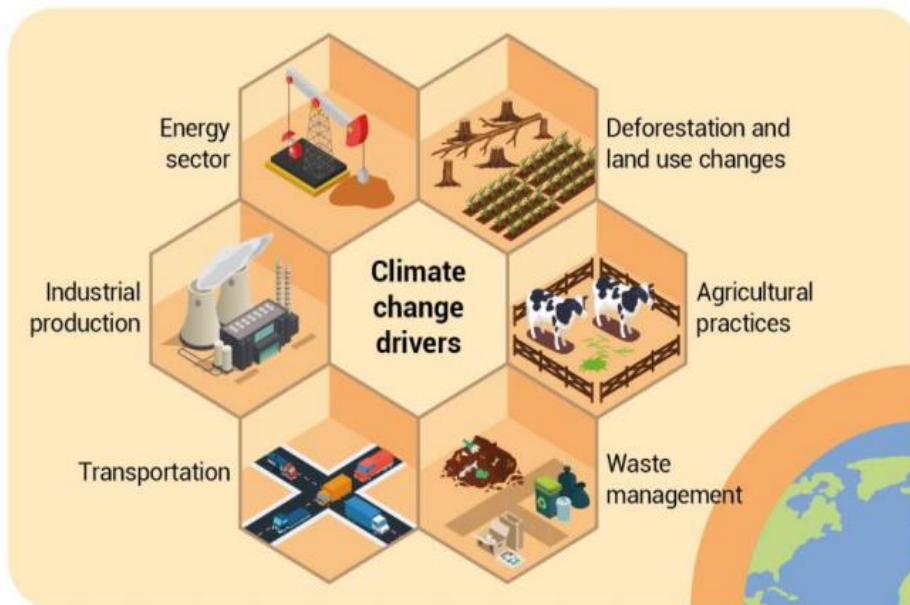 Energy
sector
Deforestation and
land use changes
Industrial
production
Climate
change
drivers
Agricultural
practices
Transportation
Waste
management